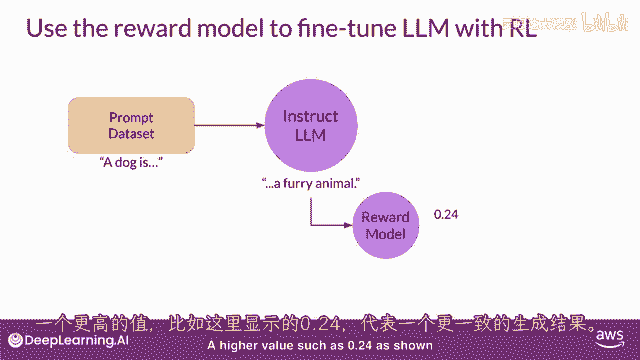 Use the reward model to fine-tune LLM with RL
bilibili
Prompt
Dataset
Instruct
LLM
"A dog is…"
"...a furry animal."
Reward
Model
0.24
一个更高的值，比如这里显示的0.24，代表一个更一致的生成结果。
DeepLearning.AI
A higher value such as 0.24 as shown
aws